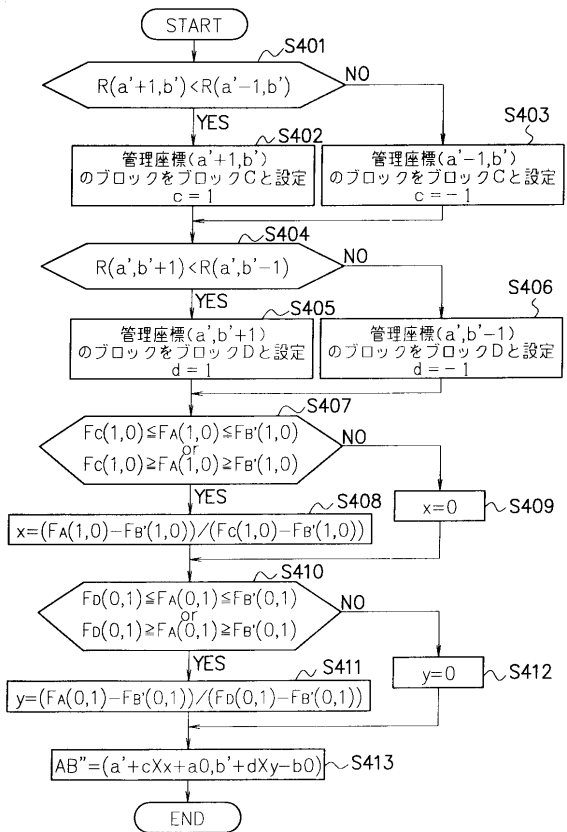 START
S401
R(a'+1,b')<R(a'-1,b')
NO
YES
S402
管理座標(a'+1,b')
のブロックをブロックCと設定
c=1
S403
管理座標(a'-1,b')
のブロックをブロックCと設定
c=-1
S404
R(a',b'+1)<R(a',b'-1)
NO
YES
S405
管理座標(a',b'+1)
のブロックをブロックDと設定
d=1
S406
管理座標(a',b'-1)
のブロックをブロックDと設定
d=-1
S407
FC(1,0)≦FA(1,0)≦FB'(1,0)
or
FC(1,0)≧FA(1,0)≧FB'(1,0)
NO
YES
S408
x=(FA(1,0)-FB'(1,0))/(FC(1,0)-FB'(1,0))
x=0
S409
S410
FD(0,1)≦FA(0,1)≦FB'(0,1)
or
FD(0,1)≧FA(0,1)≧FB'(0,1)
NO
YES
S411
y=(FA(0,1)-FB'(0,1))/(FD(0,1)-FB'(0,1))
y=0
S412
AB"=(a'+cXx+a0,b'+dXy-b0)
S413
END